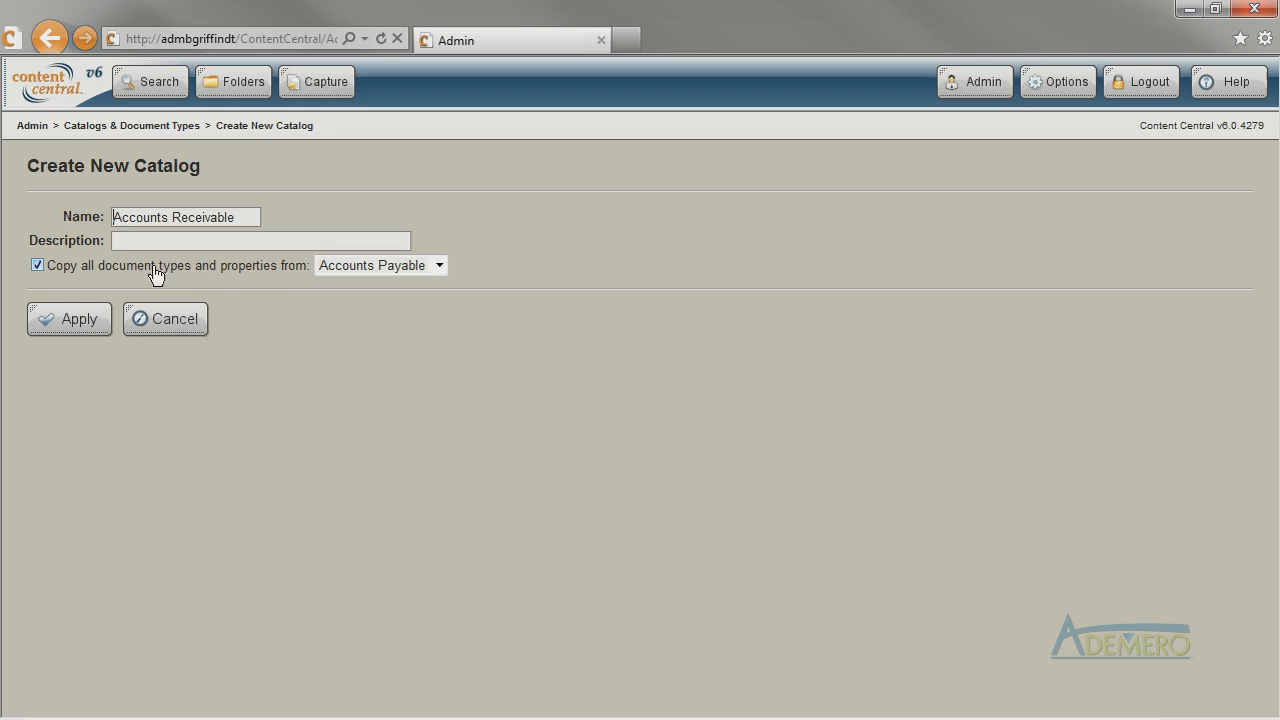 http://admbgriffindt/ContentCentral/Ac
Admin
content central. v6
Search
Folders
Capture
Admin
Options
Logout
Help
Admin > Catalogs & Document Types > Create New Catalog
Content Central v6.0.4279
Create New Catalog
Name: Accounts Receivable
Description:
Copy all document types and properties from: Accounts Payable
Apply
Cancel
ADEMERO